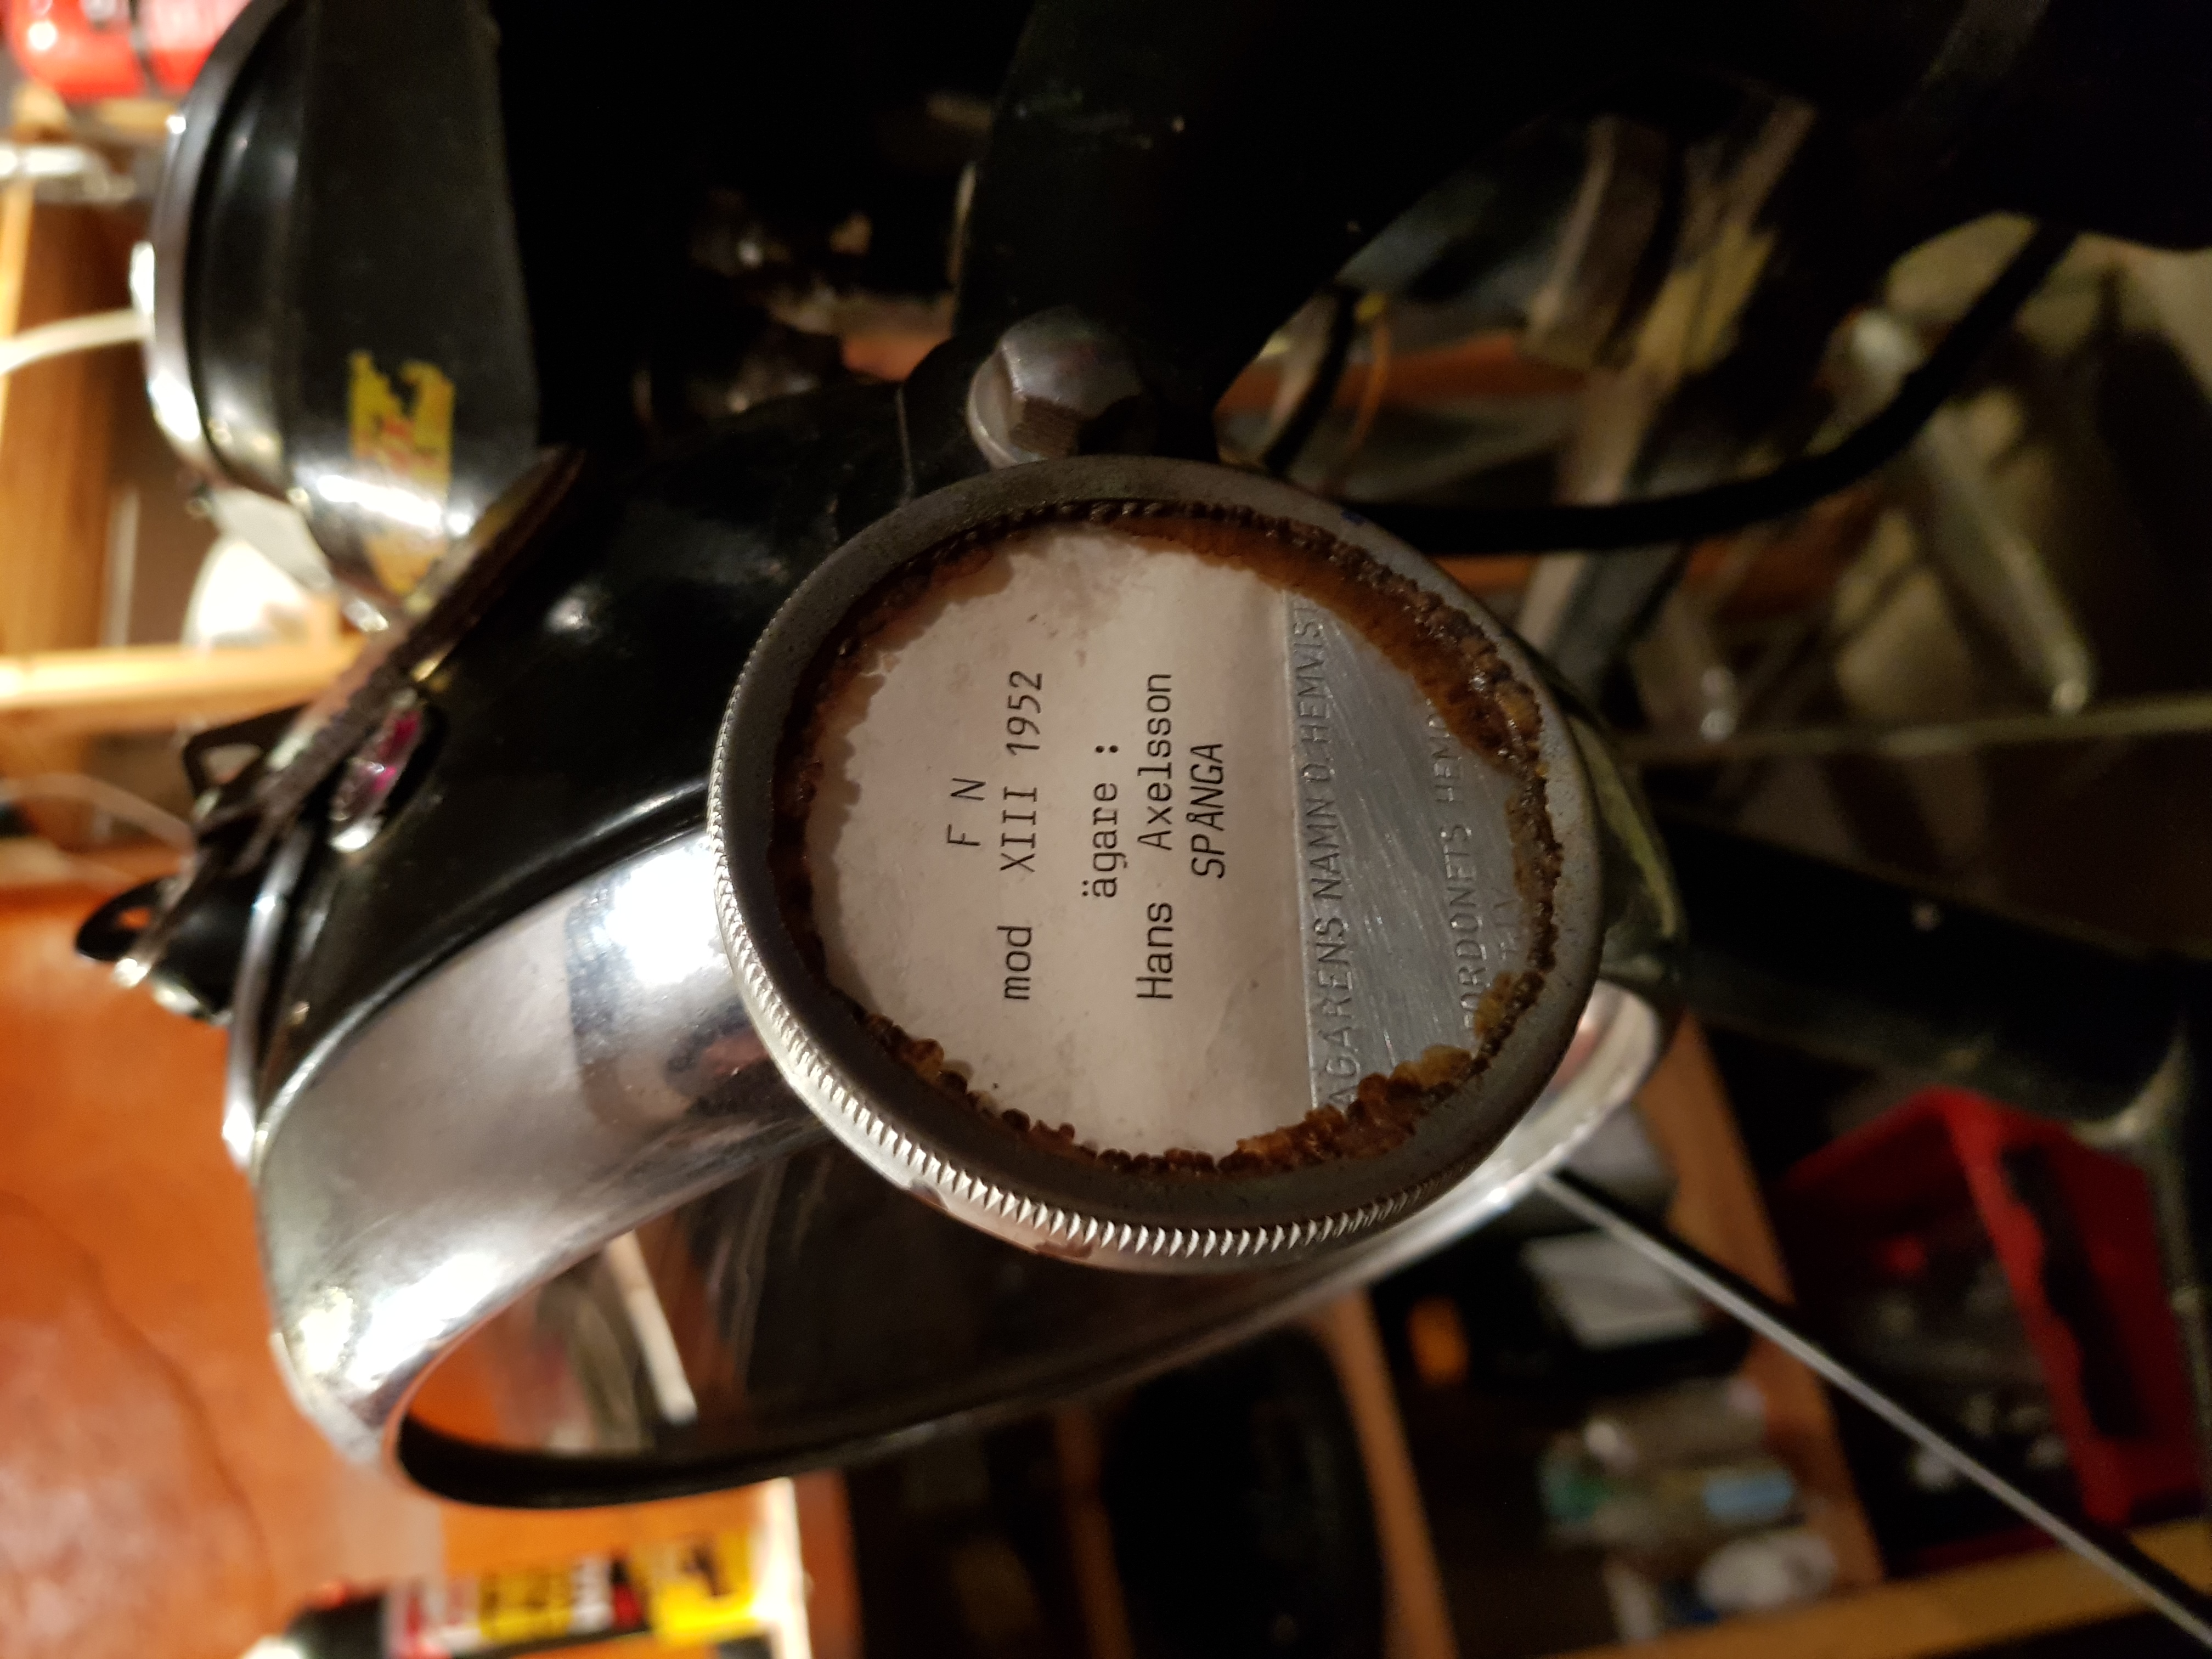 F N
mod XIII 1952
ägare :
Hans Axelsson
SPÅNGA
ÄGARENS NAMN O. HEMVIST
FORDONETS HEM